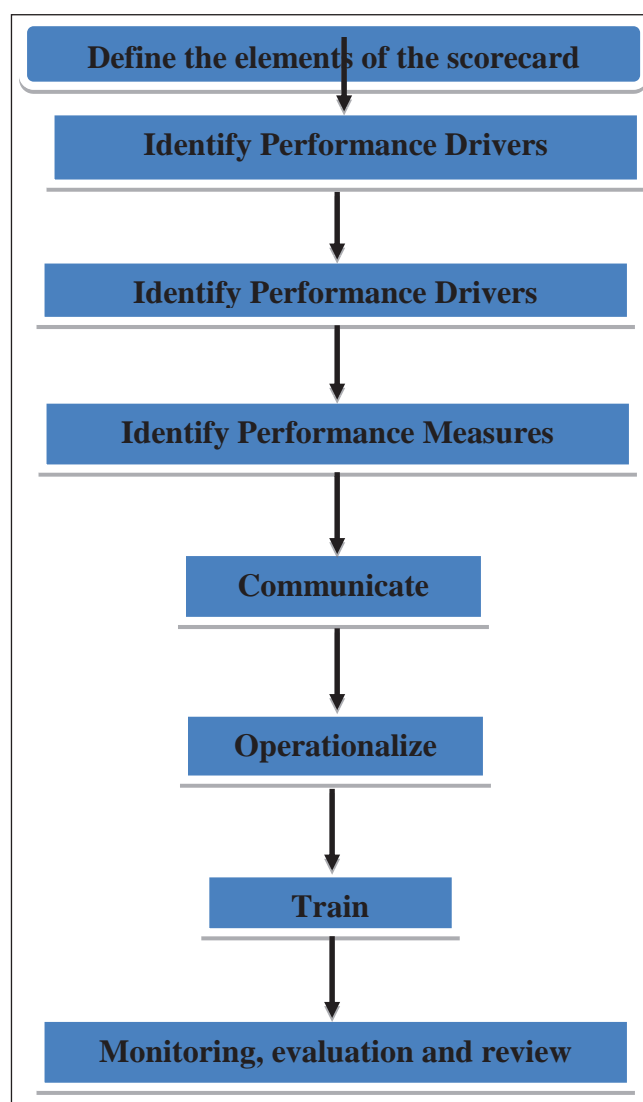 Define the elements of the scorecard
Identify Performance Drivers
Identify Performance Drivers
Identify Performance Measures
Communicate
Operationalize
Train
Monitoring, evaluation and review